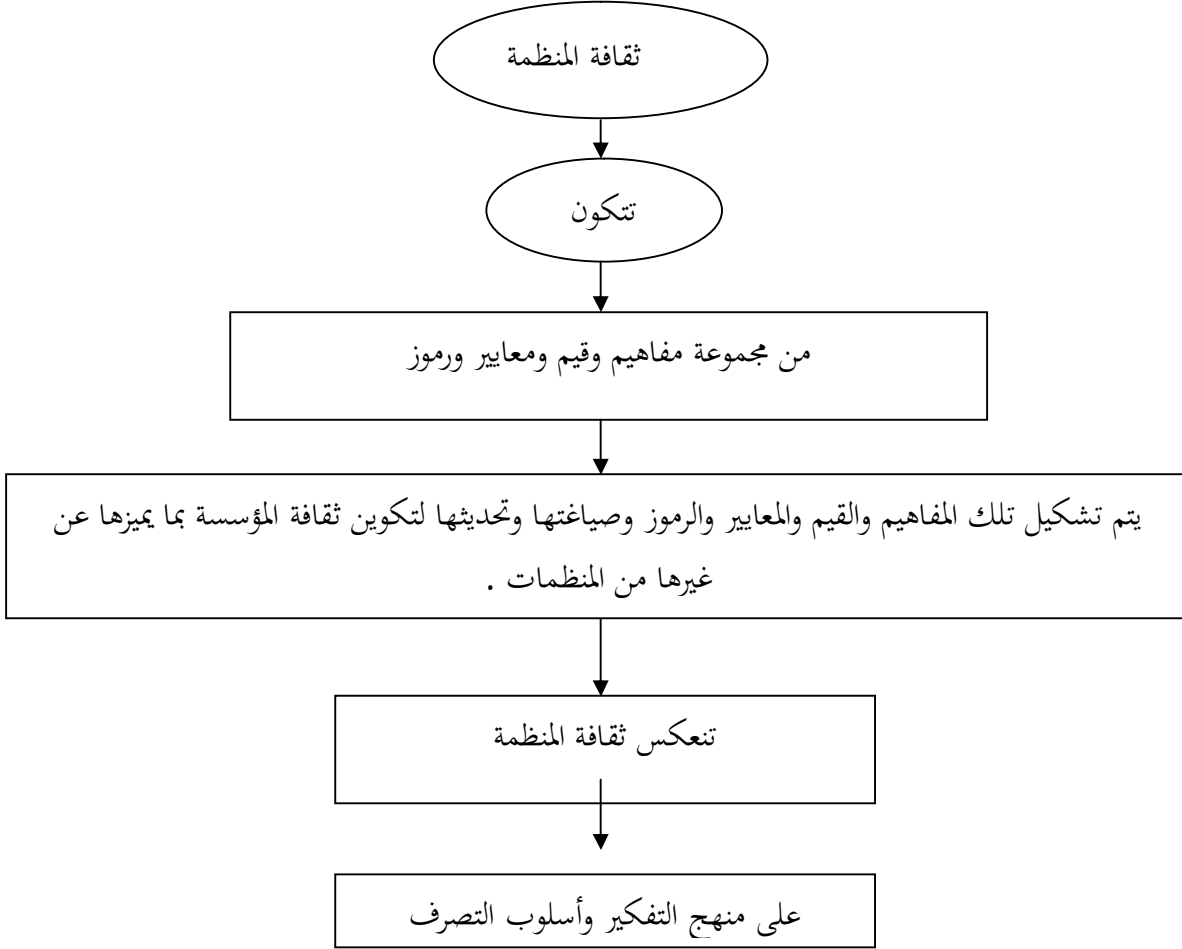 ثقافة المنظمة
تتكون
من مجموعة مفاهيم وقيم ومعايير ورموز
يتم تشكيل تلك المفاهيم والقيم والمعايير والرموز وصياغتها وتحديثها لتكوين ثقافة المؤسسة بما يميزها عن
غيرها من المنظمات .
تنعكس ثقافة المنظمة
على منهج التفكير وأسلوب التصرف